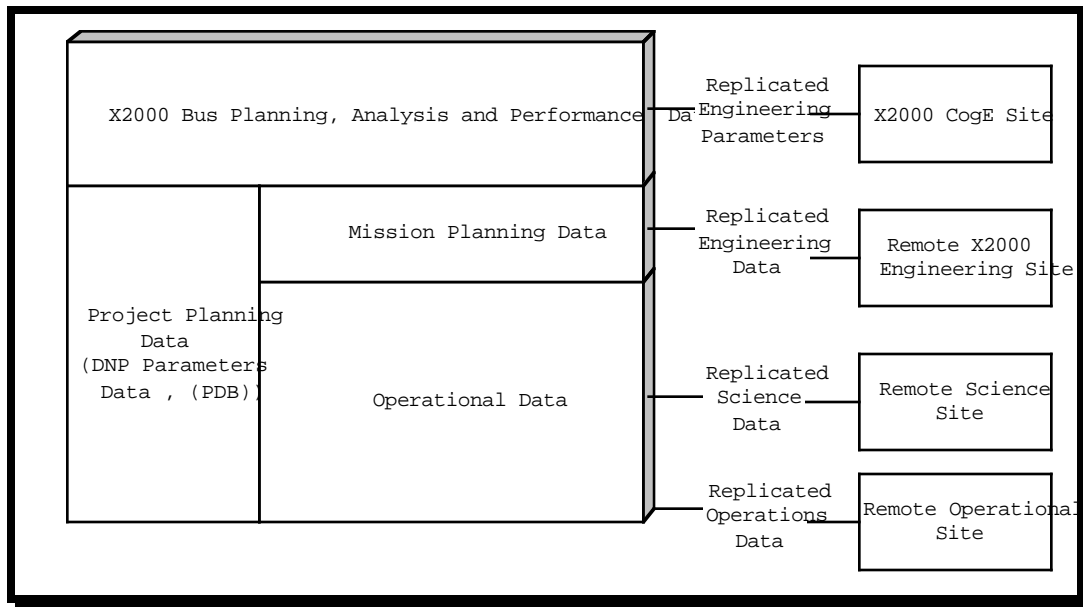 X2000 Bus Planning, Analysis and Performance Da
Replicated
Engineering
Parameters
X2000 CogE Site
Mission Planning Data
Replicated
Engineering
Data
Remote X2000
Engineering Site
Project Planning
Data
(DNP Parameters
Data , (PDB))
Operational Data
Replicated
Science
Data
Remote Science
Site
Replicated
Operations
Data
Remote Operational
Site